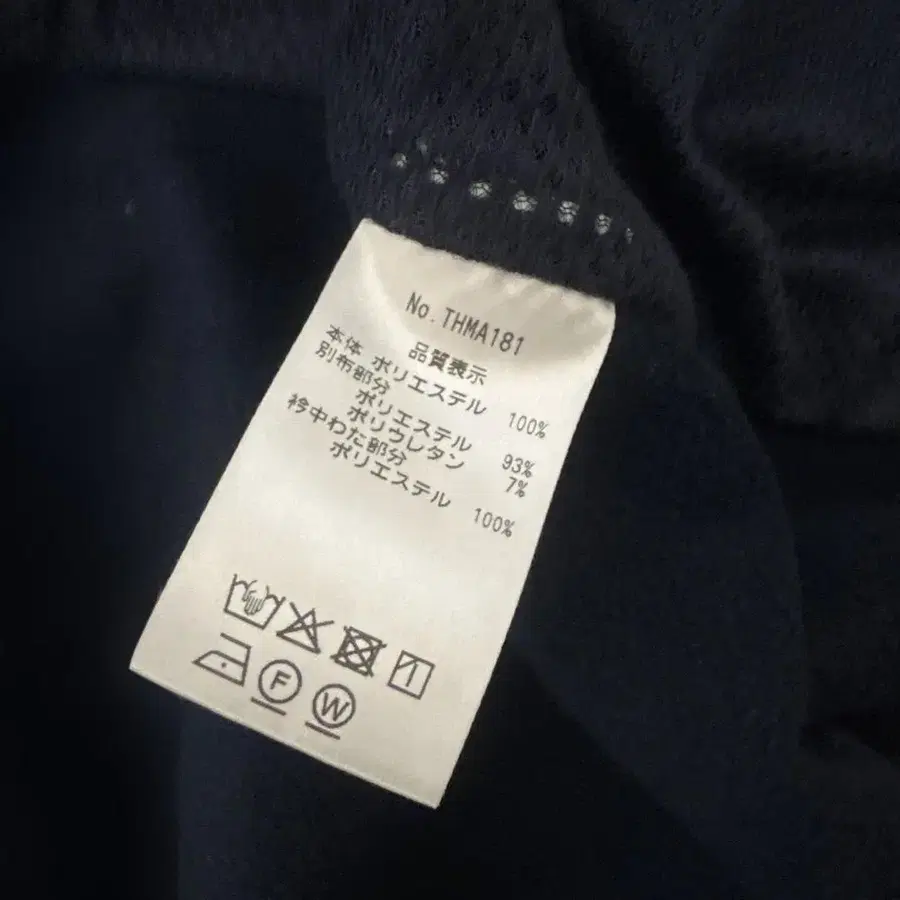 No.THMA181
品質表示
本体 ポリエステル 100%
別布部分
ポリエステル 93%
ポリウレタン 7%
衿中わた部分
ポリエステル 100%
F W